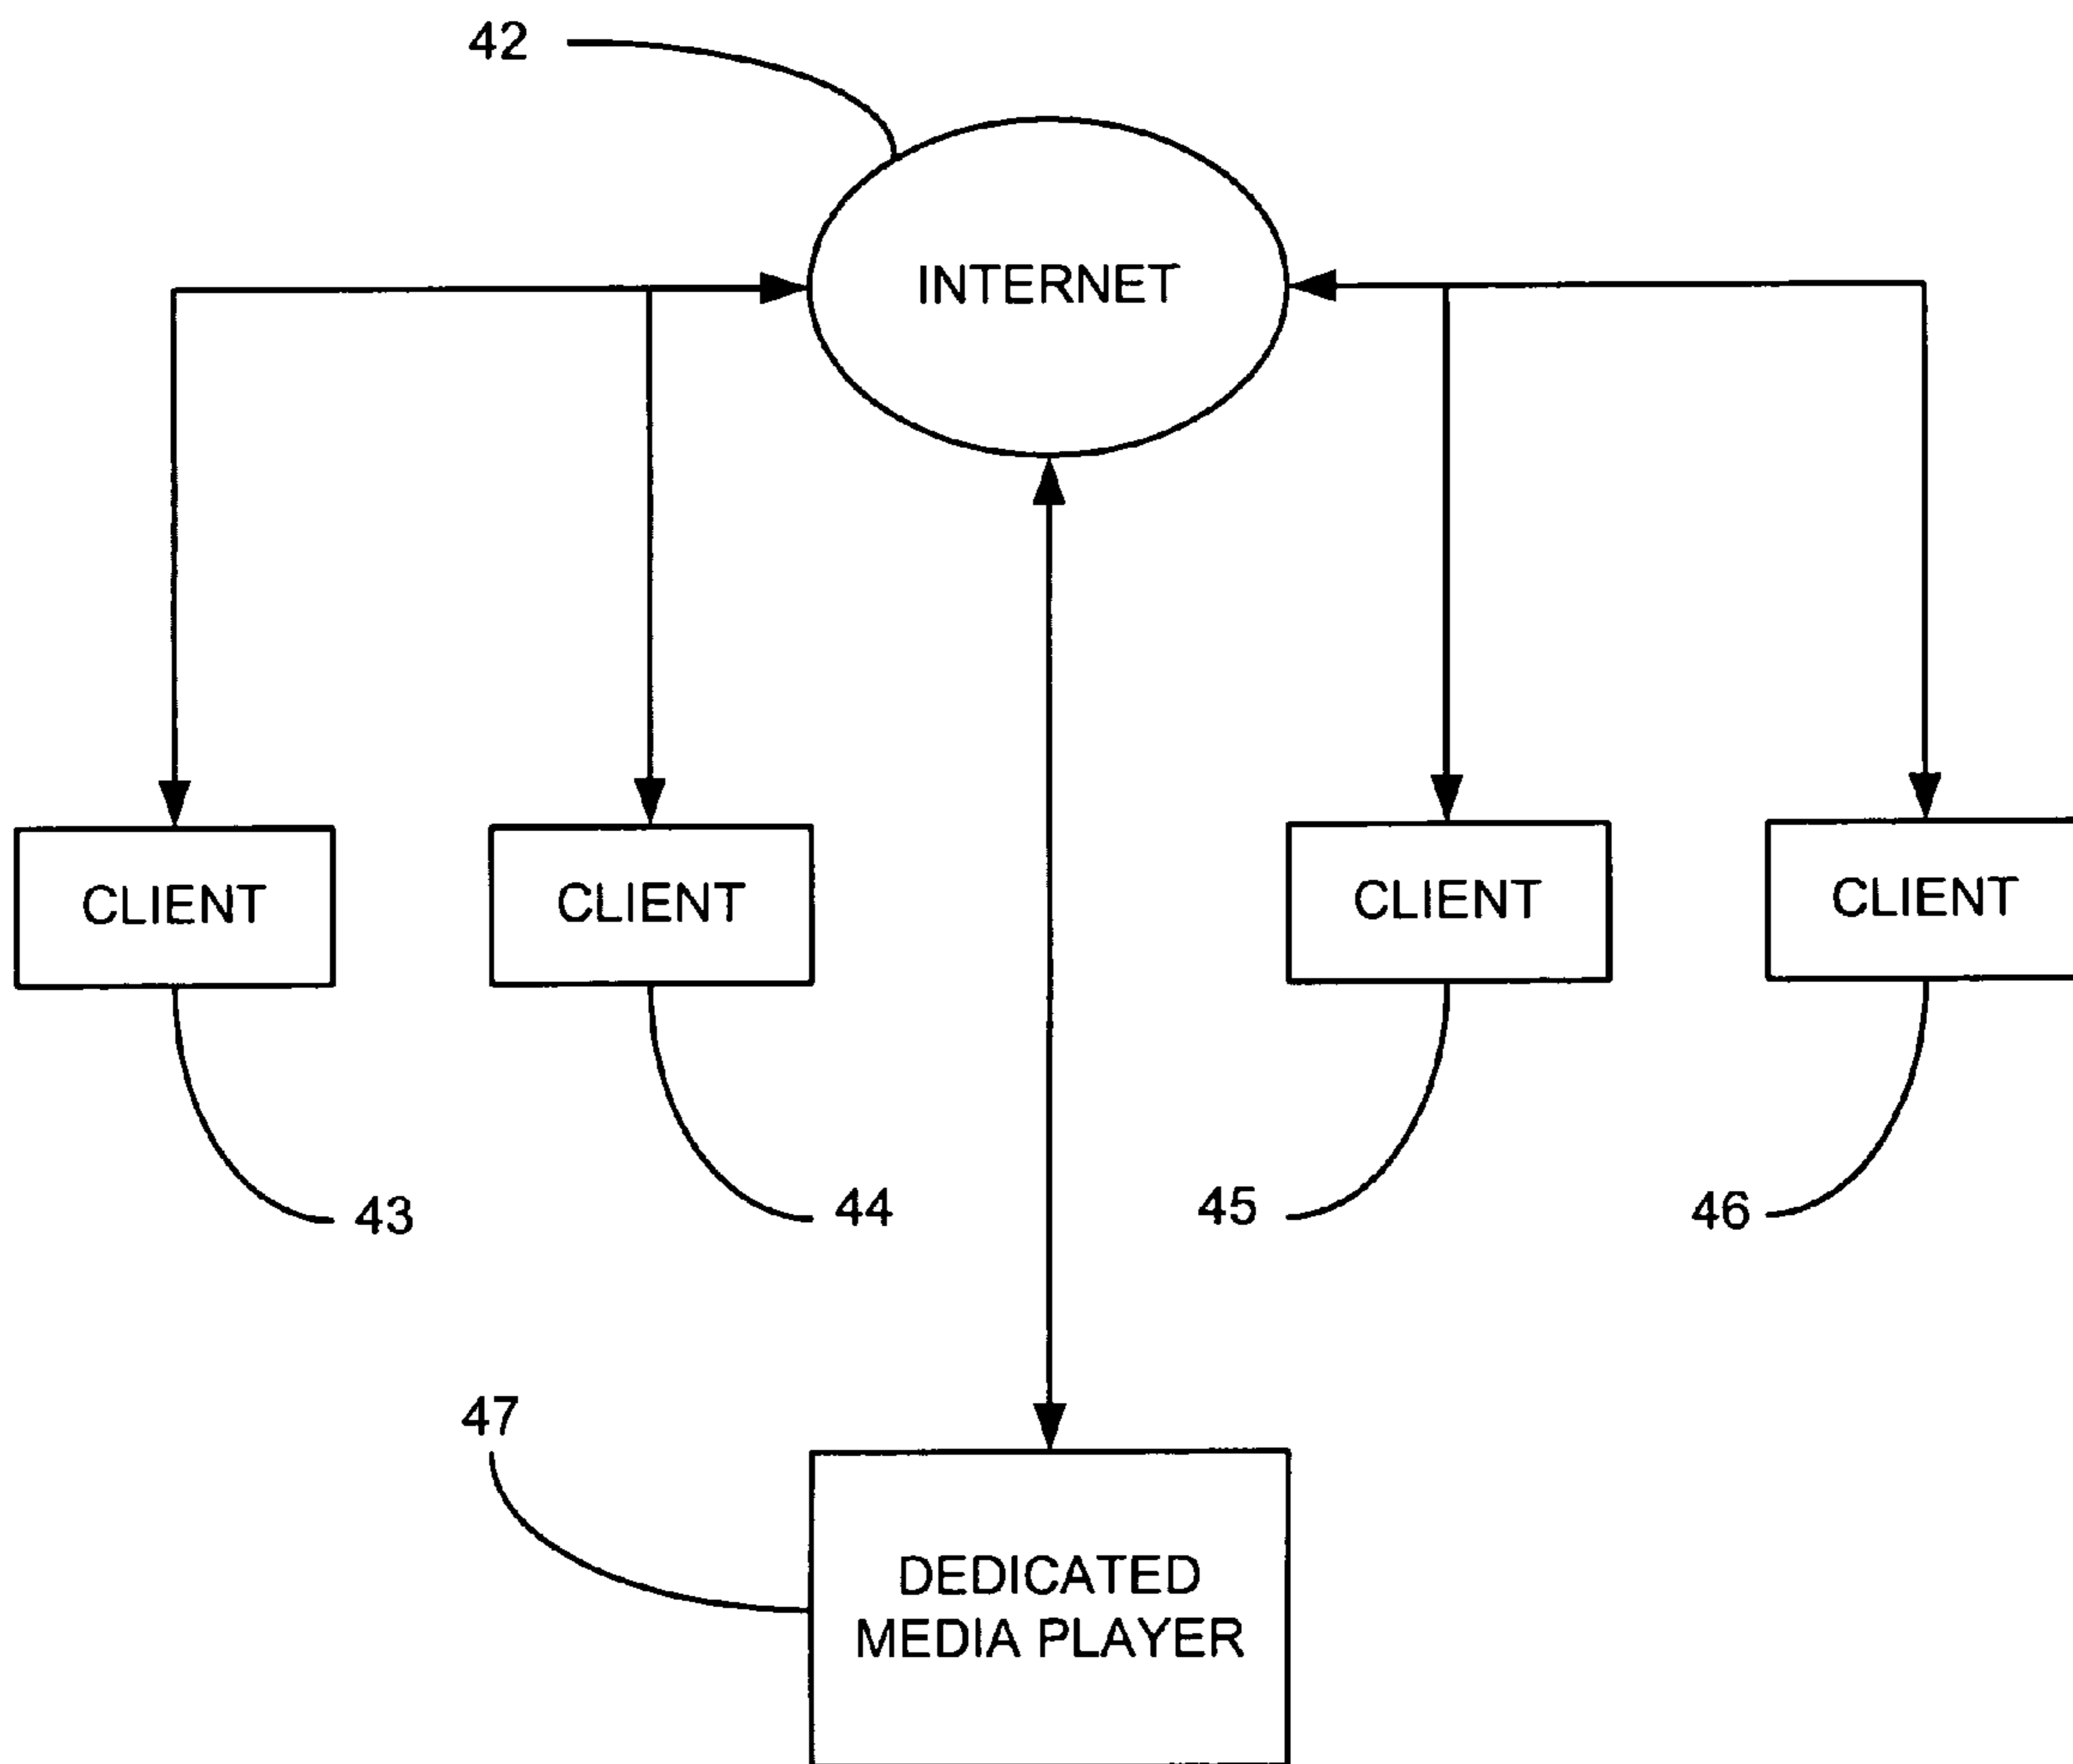 42
INTERNET
CLIENT
CLIENT
CLIENT
CLIENT
43
44
45
46
47
DEDICATED
MEDIA PLAYER